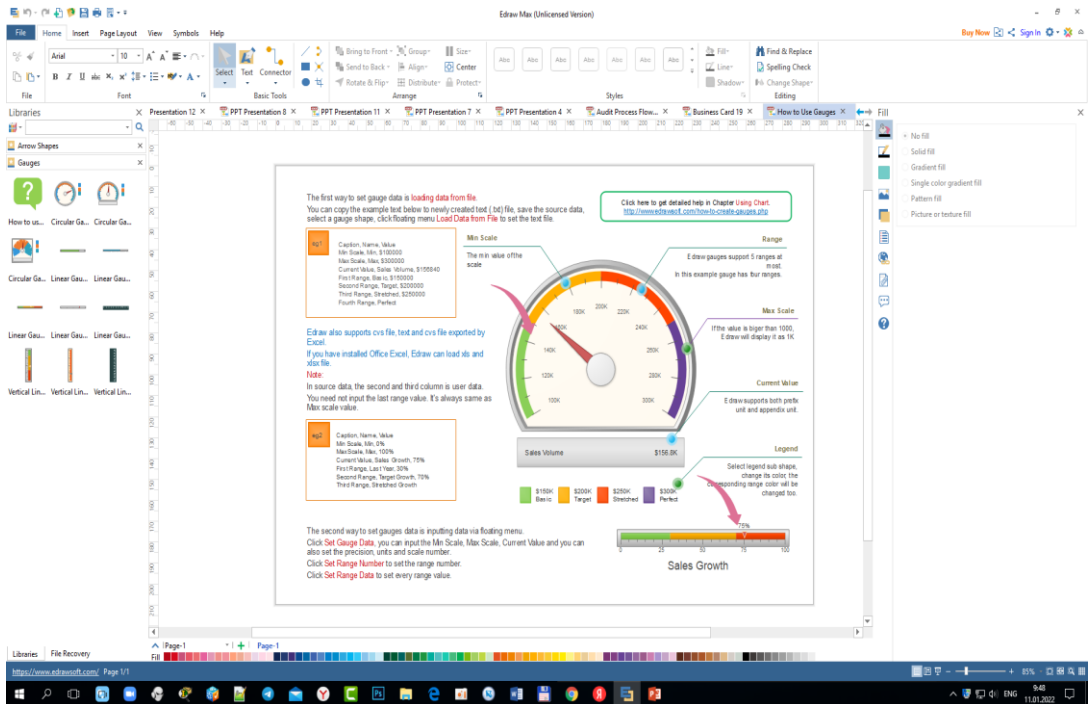 Edraw Max (Unlicensed Version)
File Home Insert Page Layout View Symbols Help
Buy Now Sign In
Arial 10
Select Text Connector
Bring to Front Group Size
Send to Back Align Center
Rotate & Flip Distribute Protect
Abc Abc Abc Abc Abc Abc Abc
Fill
Line
Shadow
Find & Replace
Spelling Check
Change Shape
File Font Basic Tools Arrange Styles Editing
Libraries
Presentation 12 PPT Presentation 8 PPT Presentation 11 PPT Presentation 7 PPT Presentation 4 Audit Process Flow... Business Card 19 How to Use Gauges
Fill
Arrow Shapes
Gauges
How to us... Circular Ga... Circular Ga...
Circular Ga... Linear Gau... Linear Gau...
Linear Gau... Linear Gau... Linear Gau...
Vertical Lin... Vertical Lin... Vertical Lin...
No fill
Solid fill
Gradient fill
Single color gradient fill
Pattern fill
Picture or texture fill
The first way to set gauge data is loading data from file.
You can copy the example text below to newly created text (.txt) file, save the source data,
select a gauge shape, click floating menu Load Data from File to set the text file.
Click here to get detailed help in Chapter Using Chart.
http://www.edrawsoft.com/how-to-create-gauges.php
eg1
Caption, Name, Value
Min Scale, Min, $100000
Max Scale, Max, $300000
Current Value, Sales Volume, $156840
First Range, Basic, $150000
Second Range, Target, $200000
Third Range, Stretched, $250000
Fourth Range, Perfect
Edraw also supports cvs file, text and cvs file exported by
Excel.
If you have installed Office Excel, Edraw can load xls and
xlsx file.
Note:
In source data, the second and third column is user data.
You need not input the last range value. It's always same as
Max scale value.
eg2
Caption, Name, Value
Min Scale, Min, 0%
Max Scale, Max, 100%
Current Value, Sales Growth, 75%
First Range, Last Year, 30%
Second Range, Target Growth, 70%
Third Range, Stretched Growth
The second way to set gauges data is inputting data via floating menu.
Click Set Gauge Data, you can input the Min Scale, Max Scale, Current Value and you can
also set the precision, units and scale number.
Click Set Range Number to set the range number.
Click Set Range Data to set every range value.
Min Scale
The min value of the
scale
Range
Edraw gauges support 5 ranges at
most.
In this example gauge has four ranges.
Max Scale
If the value is biger than 1000,
Edraw will display it as 1K
Current Value
Edraw supports both prefix
unit and appendix unit.
Legend
Select legend sub shape,
change its color, the
corresponding range color will be
changed too.
100K 120K 140K 160K 180K 200K 220K 240K 260K 280K 300K
Sales Volume $156.8K
$150K $200K $250K $300K
Basic Target Stretched Perfect
75%
0 25 50 75 100
Sales Growth
Page-1 Page-1
Fill
Libraries File Recovery
https://www.edrawsoft.com/ Page 1/1
85%
ENG
9:48
11.01.2022